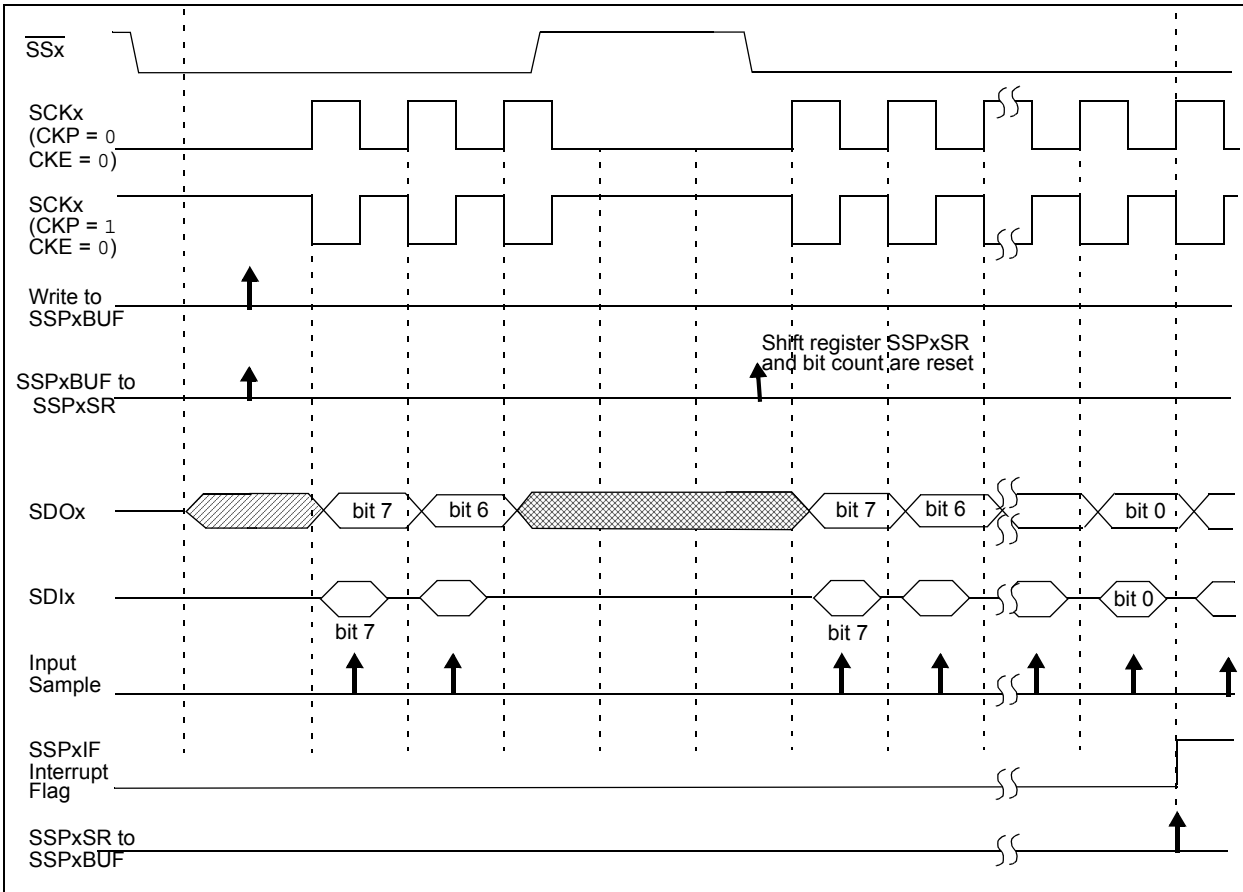 SSx
SCKx
(CKP = 0
CKE = 0)
SCKx
(CKP = 1
CKE = 0)
Write to
SSPxBUF
Shift register SSPxSR
and bit count are reset
SSPxBUF to
SSPxSR
SDOx
bit 7
bit 6
bit 7
bit 6
bit 0
SDIx
bit 0
bit 7
bit 7
Input
Sample
SSPxIF
Interrupt
Flag
SSPxSR to
SSPxBUF